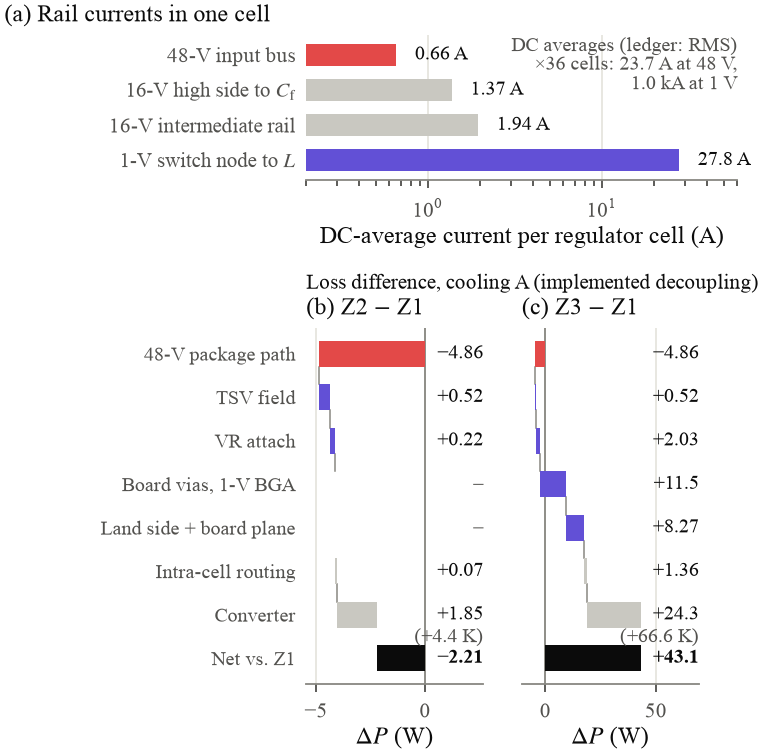 (a) Rail currents in one cell
48-V input bus
0.66 A
DC averages (ledger: RMS)
×36 cells: 23.7 A at 48 V,
1.0 kA at 1 V
16-V high side to Cf
1.37 A
16-V intermediate rail
1.94 A
1-V switch node to L
27.8 A
10⁰
10¹
DC-average current per regulator cell (A)
Loss difference, cooling A (implemented decoupling)
(b) Z2 − Z1
(c) Z3 − Z1
48-V package path
−4.86
−4.86
TSV field
+0.52
+0.52
VR attach
+0.22
+2.03
Board vias, 1-V BGA
–
+11.5
Land side + board plane
–
+8.27
Intra-cell routing
+0.07
+1.36
Converter
+1.85
+24.3
(+4.4 K)
(+66.6 K)
Net vs. Z1
−2.21
+43.1
−5
0
0
50
ΔP (W)
ΔP (W)